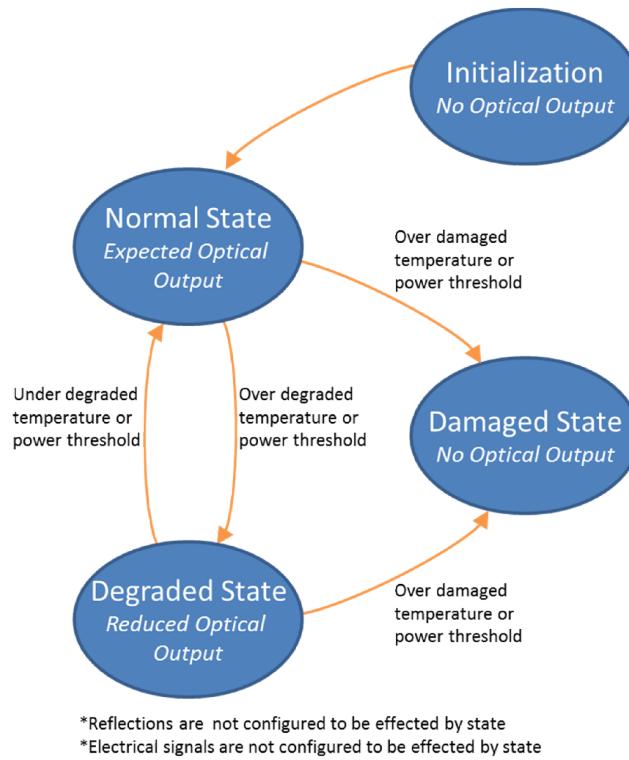 Initialization
No Optical Output
Normal State
Expected Optical
Output
Over damaged
temperature or
power threshold
Under degraded
temperature or
power threshold
Over degraded
temperature or
power threshold
Damaged State
No Optical Output
Degraded State
Reduced Optical
Output
Over damaged
temperature or
power threshold
*Reflections are not configured to be effected by state
*Electrical signals are not configured to be effected by state